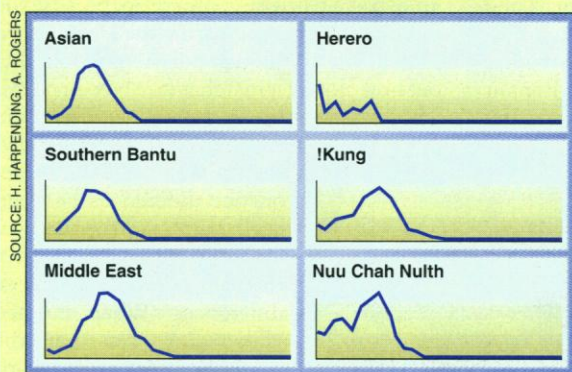 SOURCE: H. HARPENDING, A. ROGERS
Asian
Herero
Southern Bantu
!Kung
Middle East
Nuu Chah Nulth